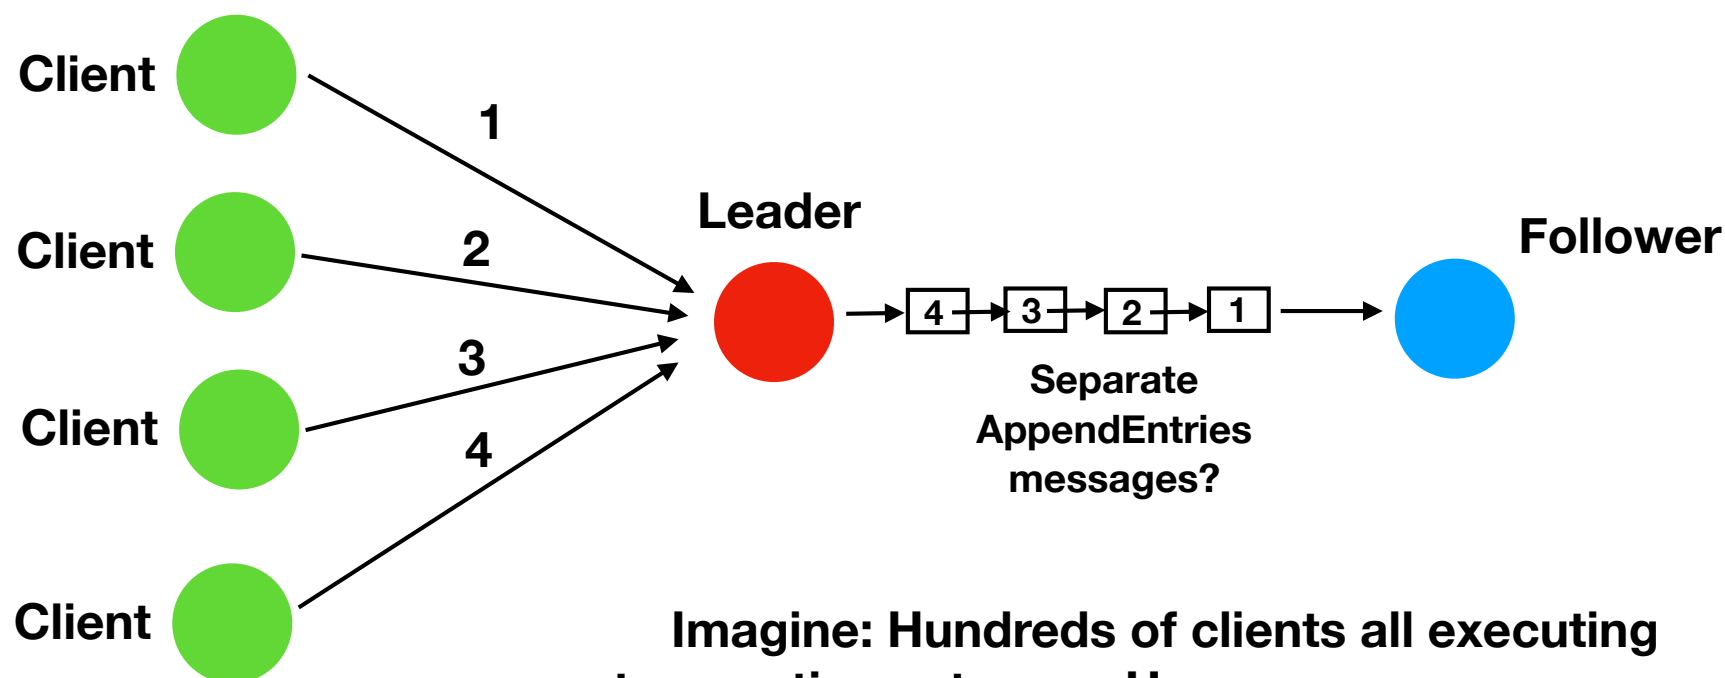 Client
1
Client
2
Leader
Follower
4 3 2 1
Client
3
Separate
AppendEntries
messages?
4
Client
Imagine: Hundreds of clients all executing